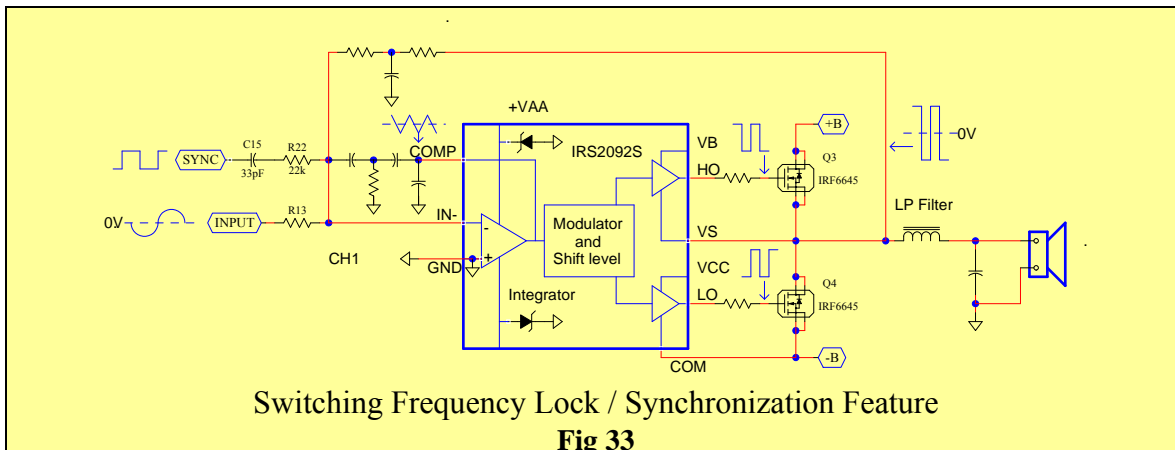 +VAA
IRS2092S
VB
+B
0V
C15
R22
SYNC
33pF
22k
COMP
HO
Q3
IRF6645
LP Filter
0V
INPUT
R13
IN-
-
+
Modulator
and
Shift level
VS
CH1
GND
VCC
Integrator
LO
Q4
IRF6645
COM
-B
Switching Frequency Lock / Synchronization Feature
Fig 33